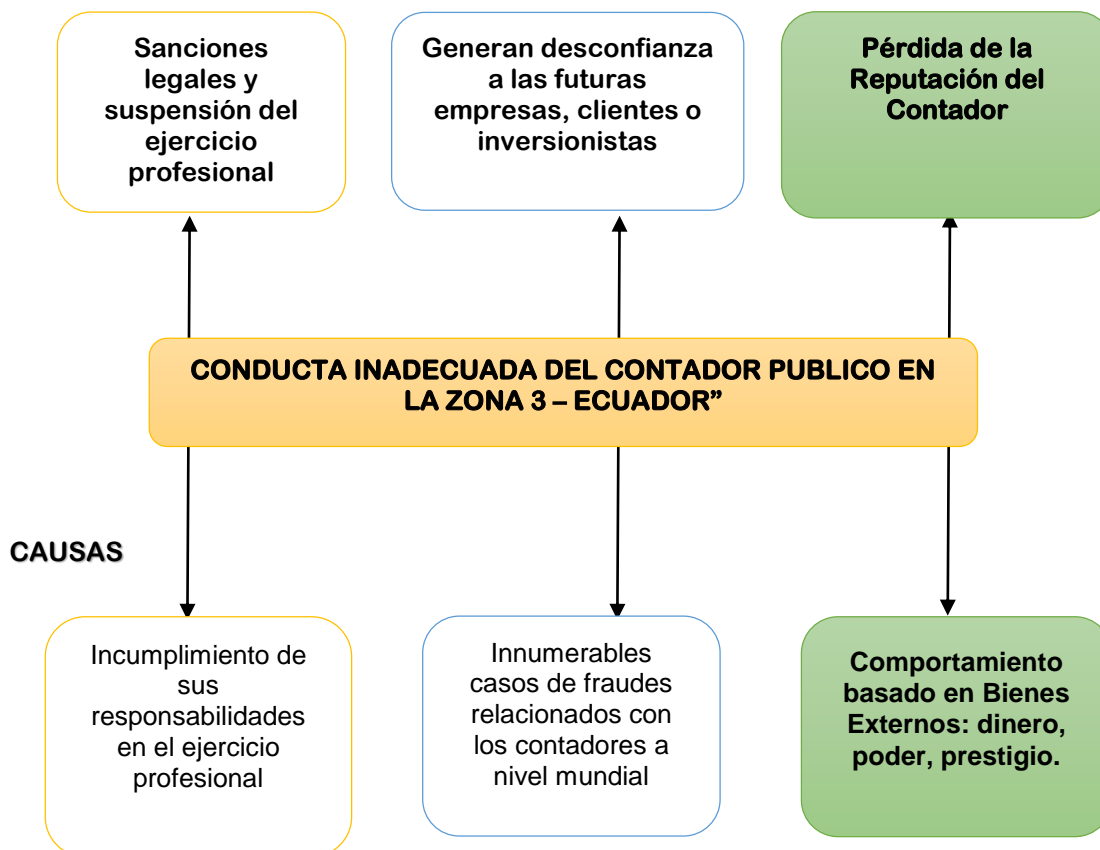 Sanciones
legales y
suspensión del
ejercicio
profesional
Generan desconfianza
a las futuras
empresas, clientes o
inversionistas
Pérdida de la
Reputación del
Contador
CONDUCTA INADECUADA DEL CONTADOR PUBLICO EN
LA ZONA 3 – ECUADOR”
CAUSAS
Incumplimiento de
sus
responsabilidades
en el ejercicio
profesional
Innumerables
casos de fraudes
relacionados con
los contadores a
nivel mundial
Comportamiento
basado en Bienes
Externos: dinero,
poder, prestigio.